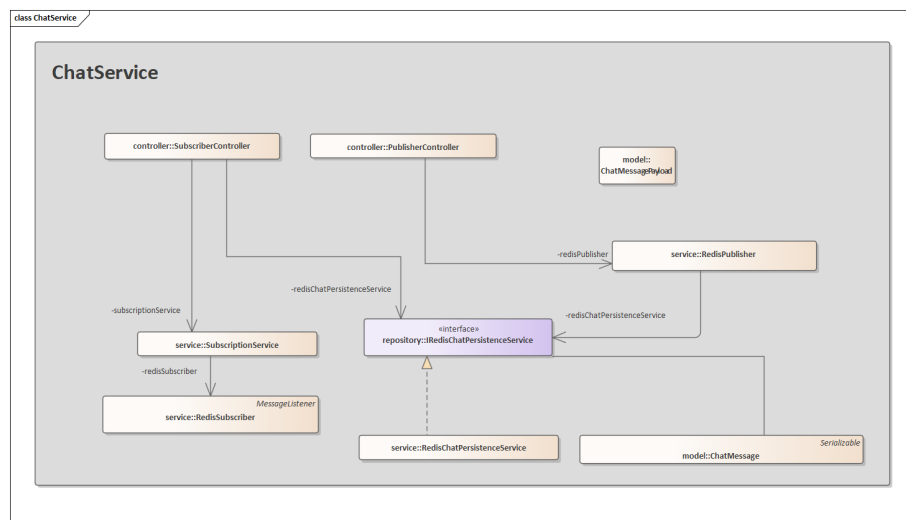 class ChatService
ChatService
controller::SubscriberController
controller::PublisherController
model::
ChatMessagePayload
-redisPublisher
service::RedisPublisher
-redisChatPersistenceService
-subscriptionService
-redisChatPersistenceService
«interface»
repository::IRedisChatPersistenceService
service::SubscriptionService
-redisSubscriber
MessageListener
service::RedisSubscriber
service::RedisChatPersistenceService
Serializable
model::ChatMessage